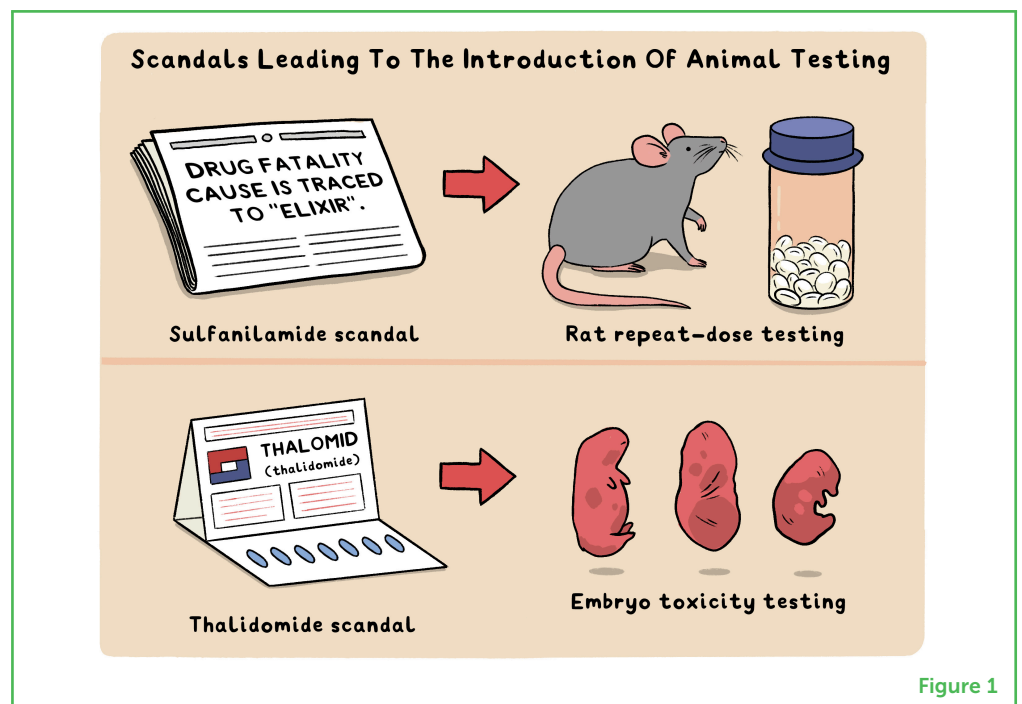 Scandals Leading To The Introduction Of Animal Testing
DRUG FATALITY
CAUSE IS TRACED
TO "ELIXIR".
Sulfanilamide scandal
Rat repeat-dose testing
THALOMID
(thalidomide)
Thalidomide scandal
Embryo toxicity testing
Figure 1